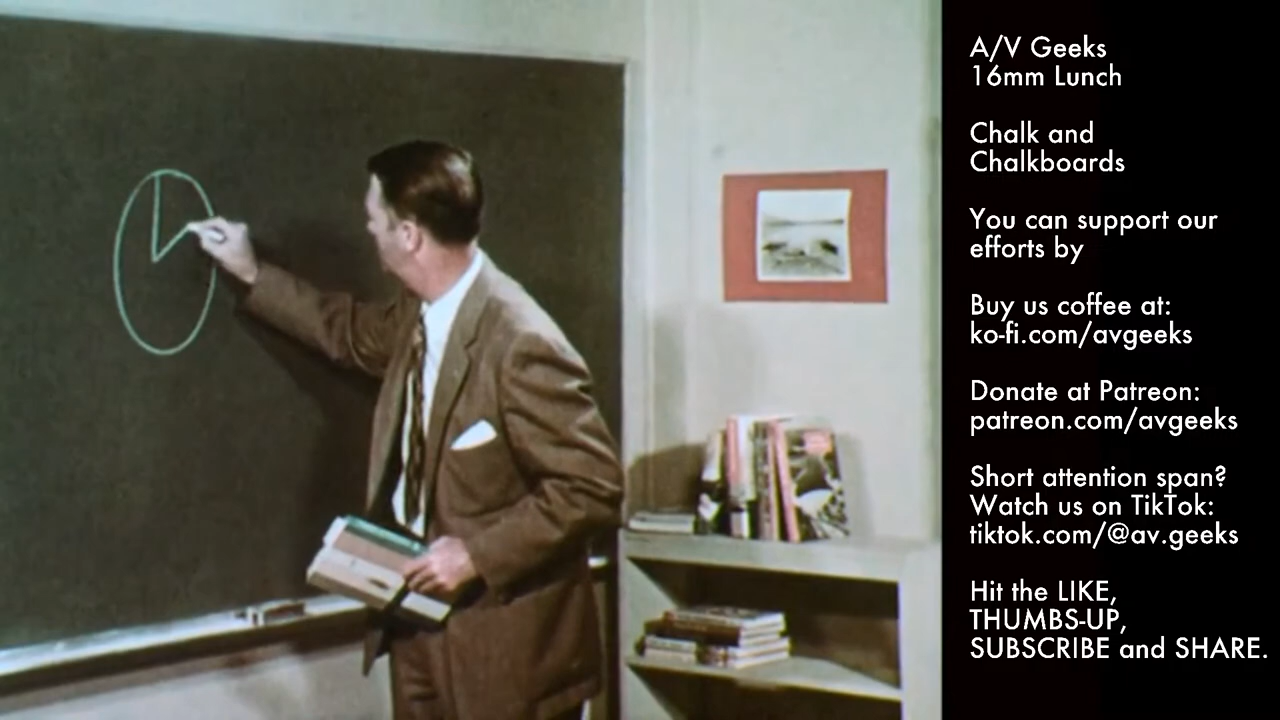 A/V Geeks
16mm Lunch
Chalk and
Chalkboards
You can support our
efforts by
Buy us coffee at:
ko-fi.com/avgeeks
Donate at Patreon:
patreon.com/avgeeks
Short attention span?
Watch us on TikTok:
tiktok.com/@av.geeks
Hit the LIKE,
THUMBS-UP,
SUBSCRIBE and SHARE.